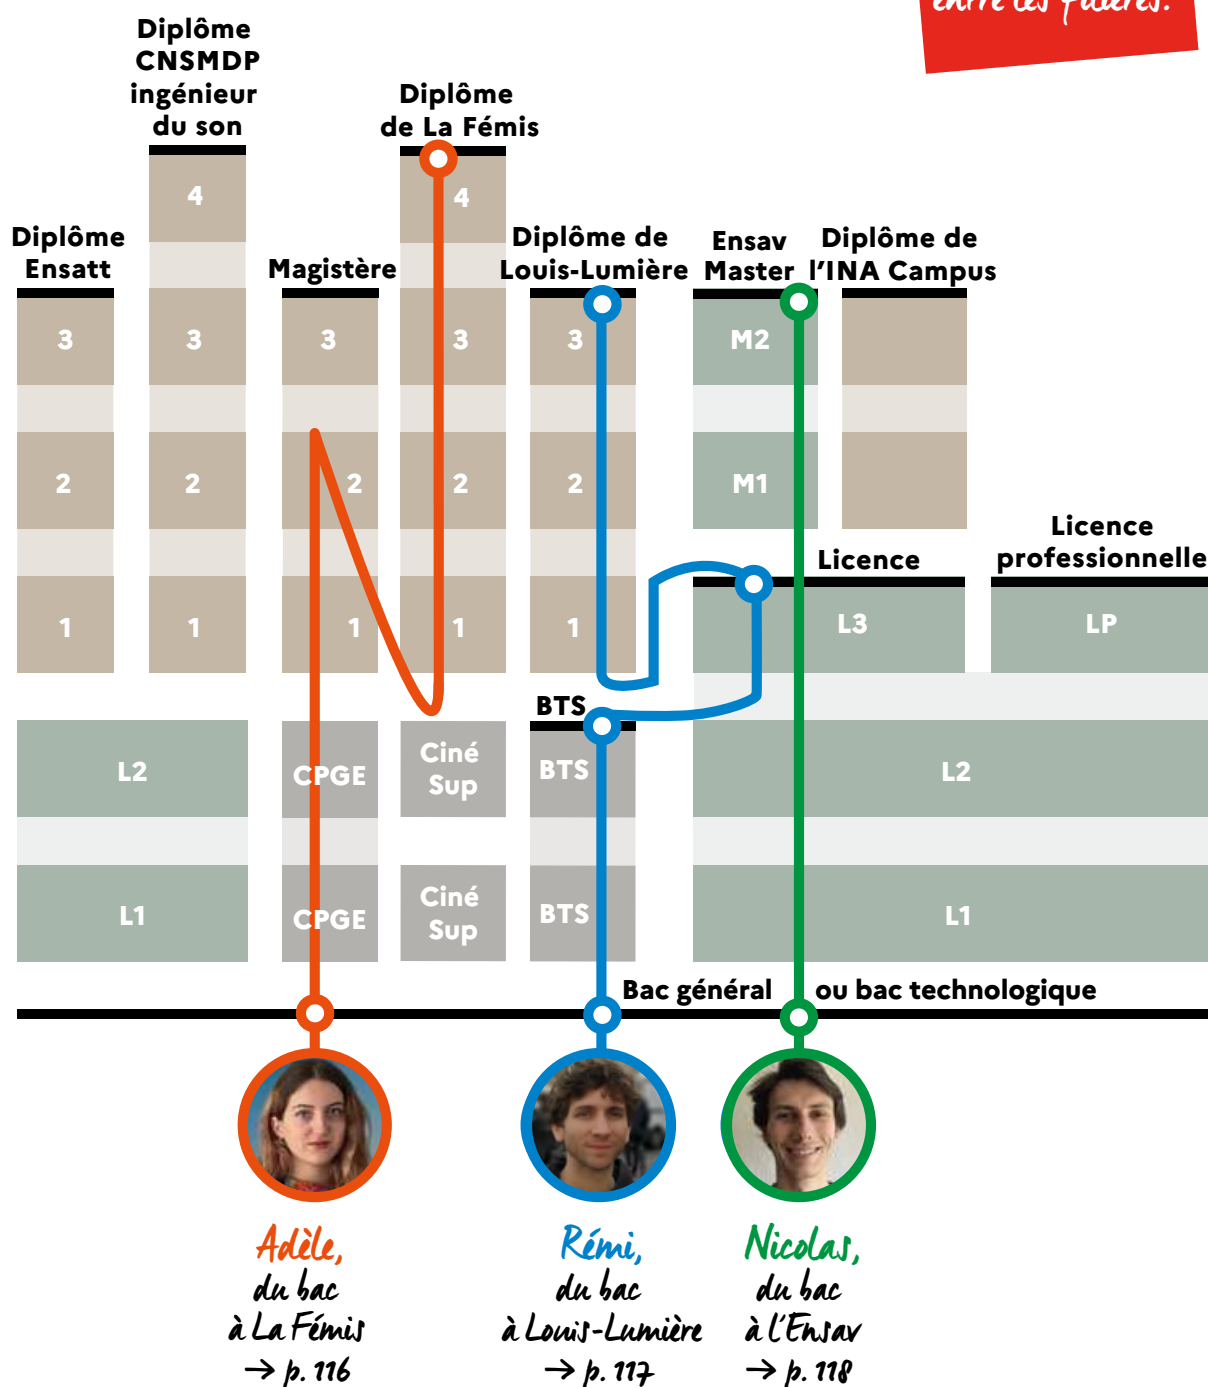 entre les filières.
Diplôme
CNSMDP
ingénieur
du son
Diplôme
de La Fémis
4
4
Diplôme
Ensatt
Magistère
Diplôme de
Louis-Lumière
Ensav
Master
Diplôme de
l'INA Campus
3
3
3
3
3
M2
2
2
2
2
2
M1
Licence
Licence
professionnelle
1
1
1
1
1
L3
LP
BTS
L2
CPGE
Ciné
Sup
BTS
L2
L1
CPGE
Ciné
Sup
BTS
L1
Bac général ou bac technologique
Adèle,
du bac
à La Fémis
→ p. 116
Rémi,
du bac
à Louis-Lumière
→ p. 117
Nicolas,
du bac
à l'Ensav
→ p. 118